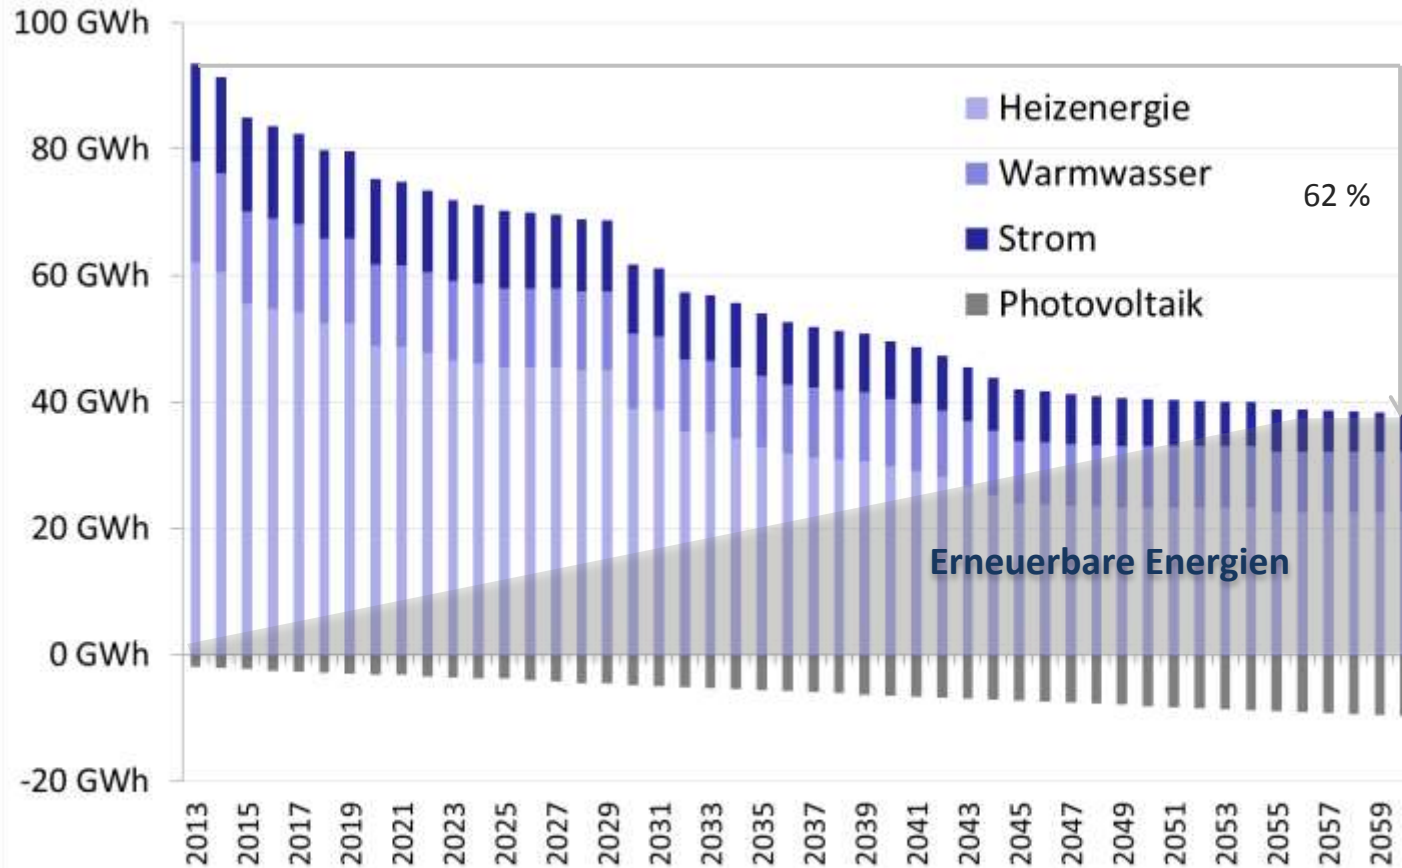 100 GWh
80 GWh
60 GWh
40 GWh
20 GWh
0 GWh
-20 GWh
Heizenergie
Warmwasser
Strom
Photovoltaik
62 %
Erneuerbare Energien
2013
2015
2017
2019
2021
2023
2025
2027
2029
2031
2033
2035
2037
2039
2041
2043
2045
2047
2049
2051
2053
2055
2057
2059